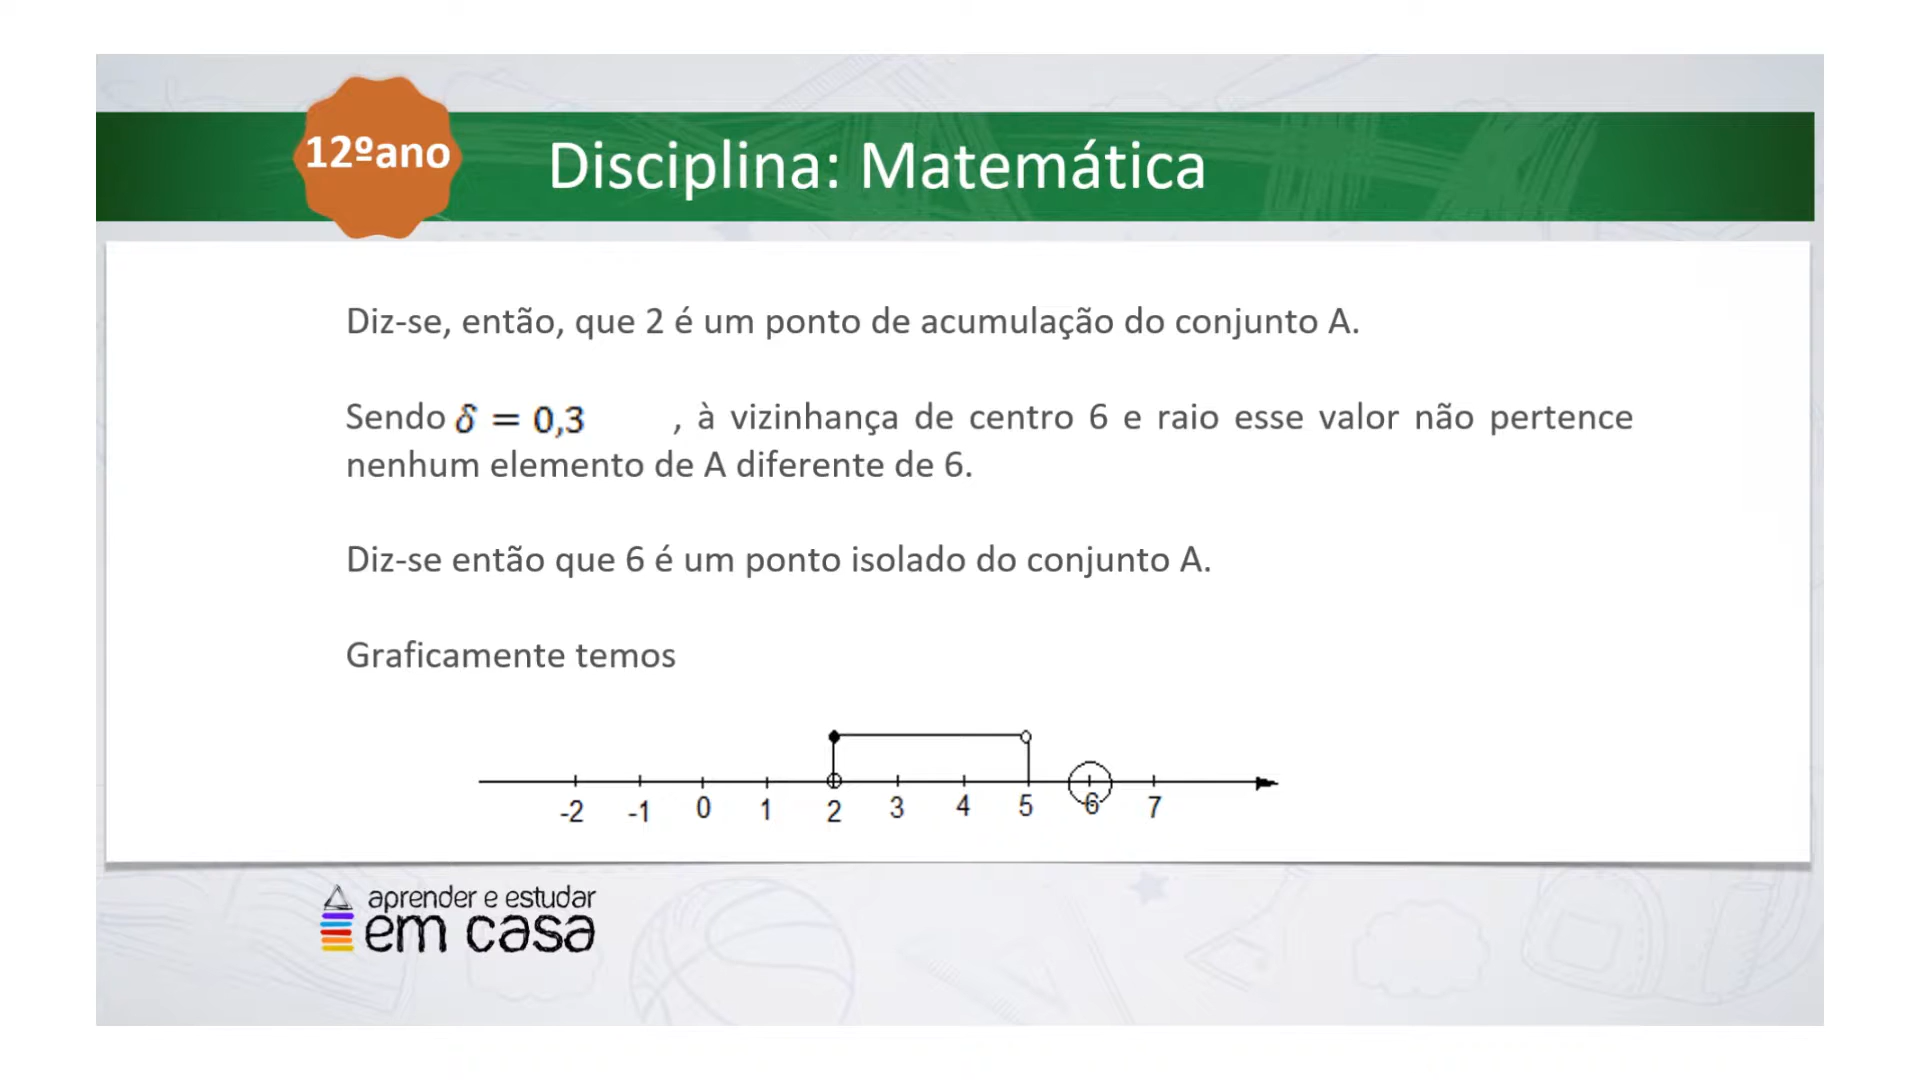 12ºano
Disciplina: Matemática
Diz-se, então, que 2 é um ponto de acumulação do conjunto A.
Sendo δ = 0,3 , à vizinhança de centro 6 e raio esse valor não pertence
nenhum elemento de A diferente de 6.
Diz-se então que 6 é um ponto isolado do conjunto A.
Graficamente temos
-2 -1 0 1 2 3 4 5 6 7
aprender e estudar
em casa